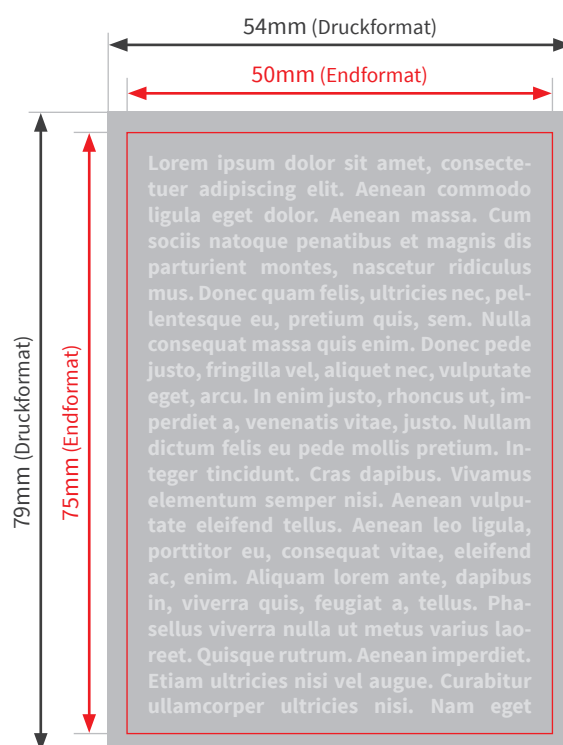 54mm (Druckformat)
50mm (Endformat)
79mm (Druckformat)
75mm (Endformat)
Lorem ipsum dolor sit amet, consecte-
tuer adipiscing elit. Aenean commodo
ligula eget dolor. Aenean massa. Cum
sociis natoque penatibus et magnis dis
parturient montes, nascetur ridiculus
mus. Donec quam felis, ultricies nec, pel-
lentesque eu, pretium quis, sem. Nulla
consequat massa quis enim. Donec pede
justo, fringilla vel, aliquet nec, vulputate
eget, arcu. In enim justo, rhoncus ut, im-
perdiet a, venenatis vitae, justo. Nullam
dictum felis eu pede mollis pretium. In-
teger tincidunt. Cras dapibus. Vivamus
elementum semper nisi. Aenean vulpu-
tate eleifend tellus. Aenean leo ligula,
porttitor eu, consequat vitae, eleifend
ac, enim. Aliquam lorem ante, dapibus
in, viverra quis, feugiat a, tellus. Pha-
sellus viverra nulla ut metus varius lao-
reet. Quisque rutrum. Aenean imperdiet.
Etiam ultricies nisi vel augue. Curabitur
ullamcorper ultricies nisi. Nam eget